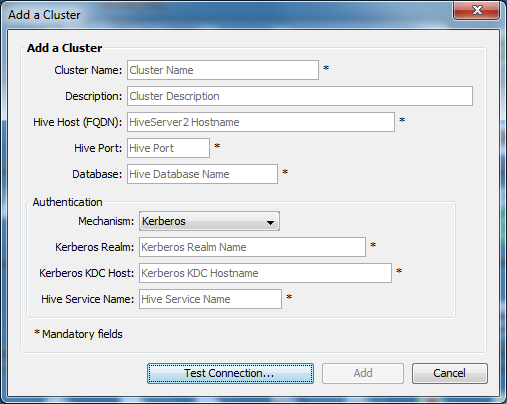 Add a Cluster
Add a Cluster
Cluster Name: Cluster Name *
Description: Cluster Description
Hive Host (FQDN): HiveServer2 Hostname *
Hive Port: Hive Port *
Database: Hive Database Name *
Authentication
Mechanism: Kerberos
Kerberos Realm: Kerberos Realm Name *
Kerberos KDC Host: Kerberos KDC Hostname *
Hive Service Name: Hive Service Name *
* Mandatory fields
Test Connection... Add Cancel